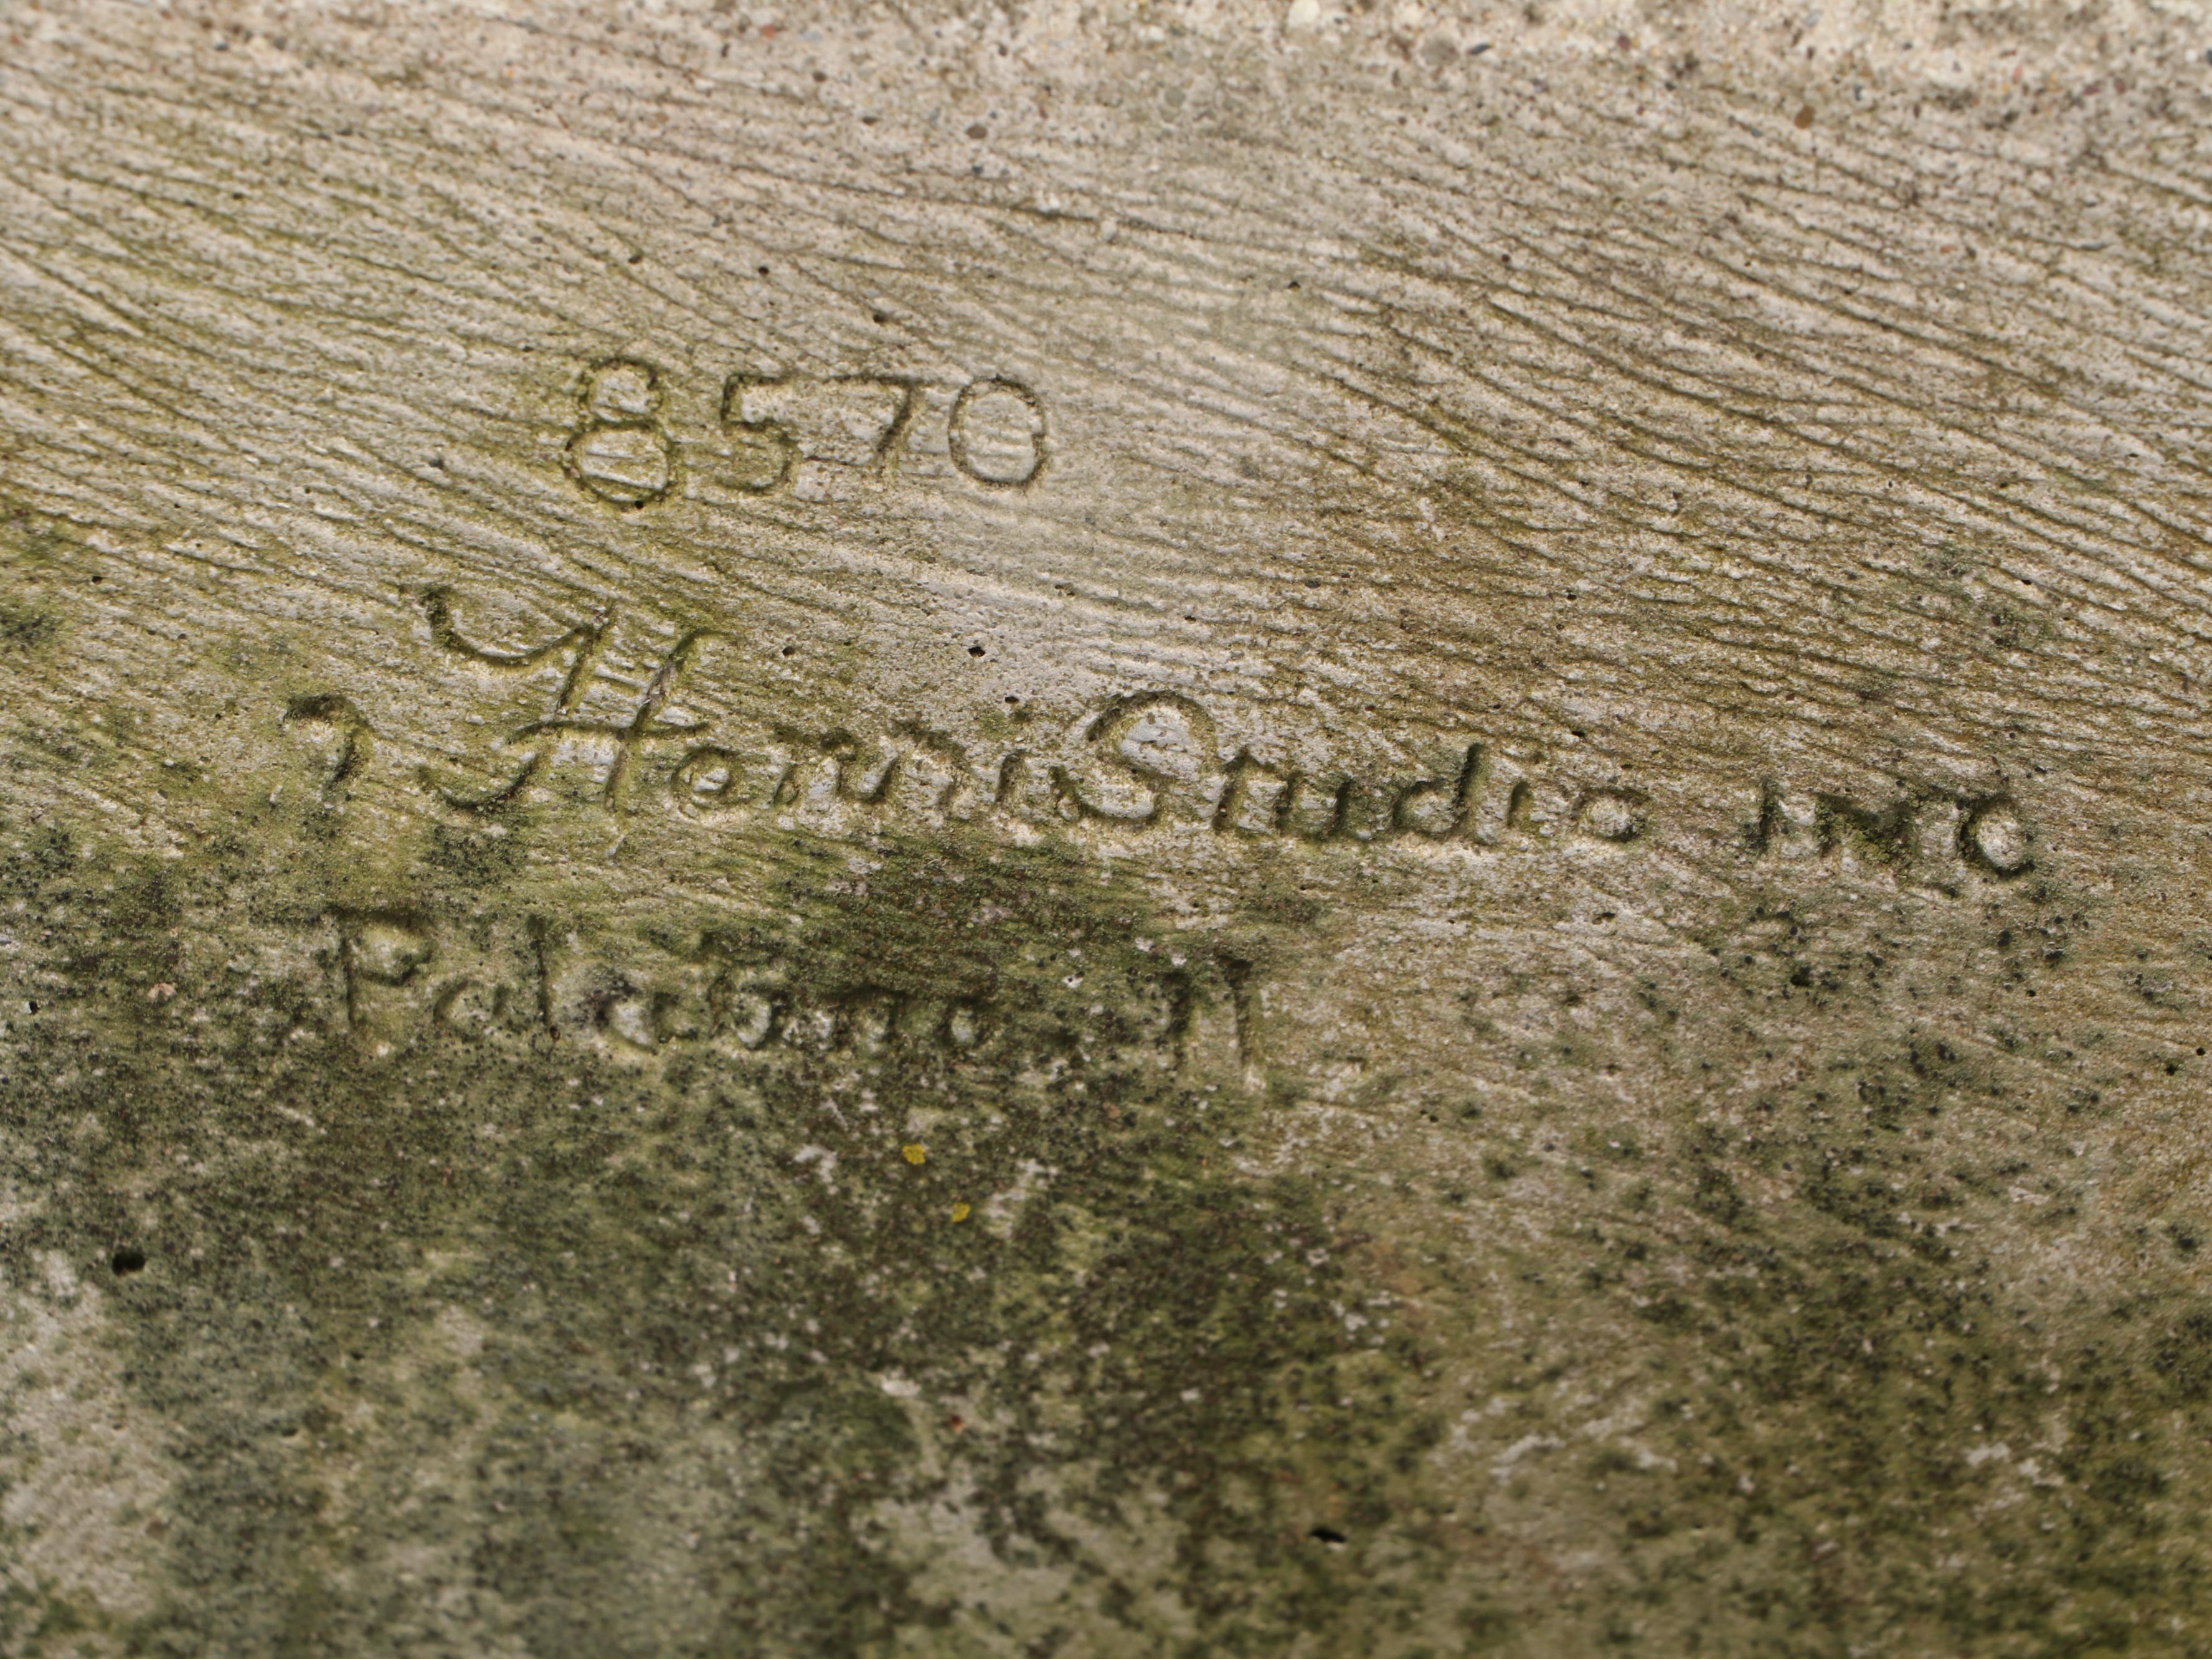 8570
? Henri Studio INC
Palatine Il